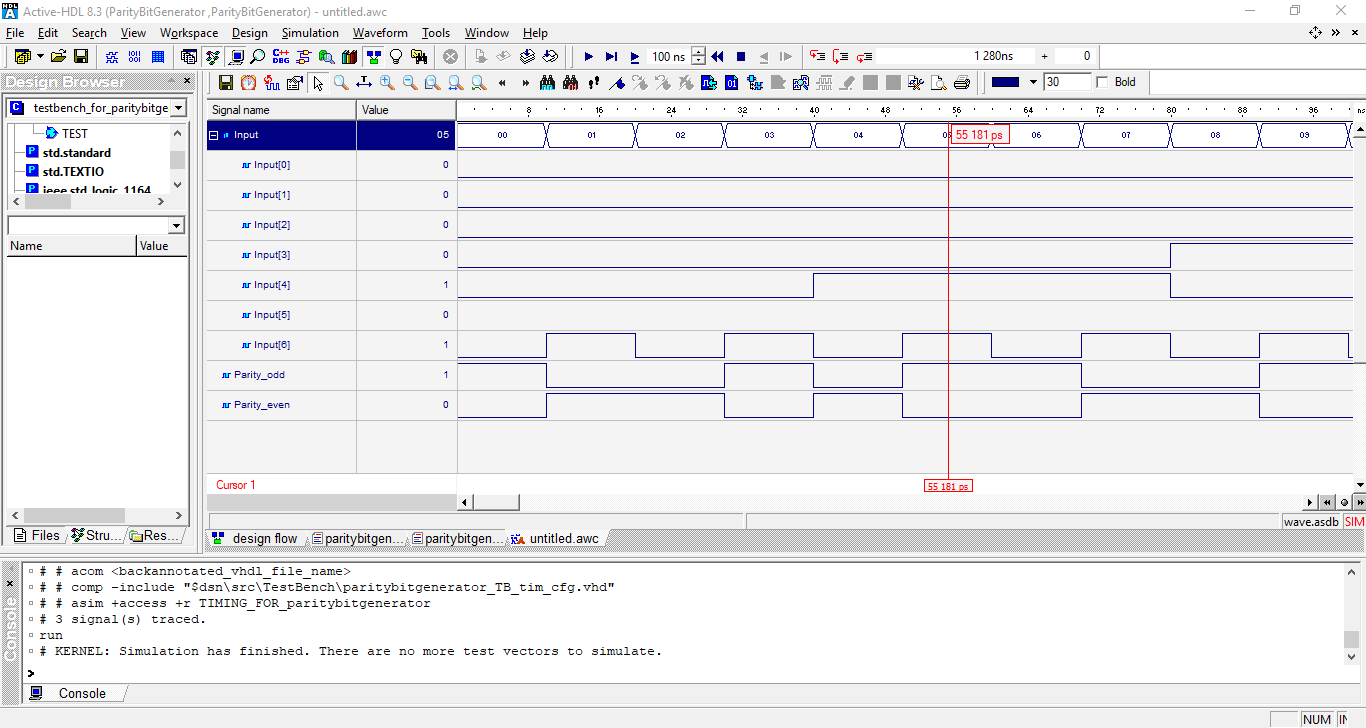 Active-HDL 8.3 (ParityBitGenerator ,ParityBitGenerator) - untitled.awc
File Edit Search View Workspace Design Simulation Waveform Tools Window Help
100 ns 1 280ns + 0
Design Browser
30 Bold
testbench_for_paritybitge
TEST
std.standard
std.TEXTIO
ieee.std_logic_1164
Name Value
Signal name Value 8 16 24 32 40 48 56 64 72 80 88 96 ns
Input 05 00 01 02 03 04 05 06 07 08 09
55 181 ps
Input[0] 0
Input[1] 0
Input[2] 0
Input[3] 0
Input[4] 1
Input[5] 0
Input[6] 1
Parity_odd 1
Parity_even 0
Cursor 1 55 181 ps
wave.asdb SIM
Files Stru... Res...
design flow paritybitgen... paritybitgen... untitled.awc
# # acom <backannotated_vhdl_file_name>
# # comp -include "$dsn\src\TestBench\paritybitgenerator_TB_tim_cfg.vhd"
# # asim +access +r TIMING_FOR_paritybitgenerator
# 3 signal(s) traced.
run
# KERNEL: Simulation has finished. There are no more test vectors to simulate.
>
Console
Console
NUM